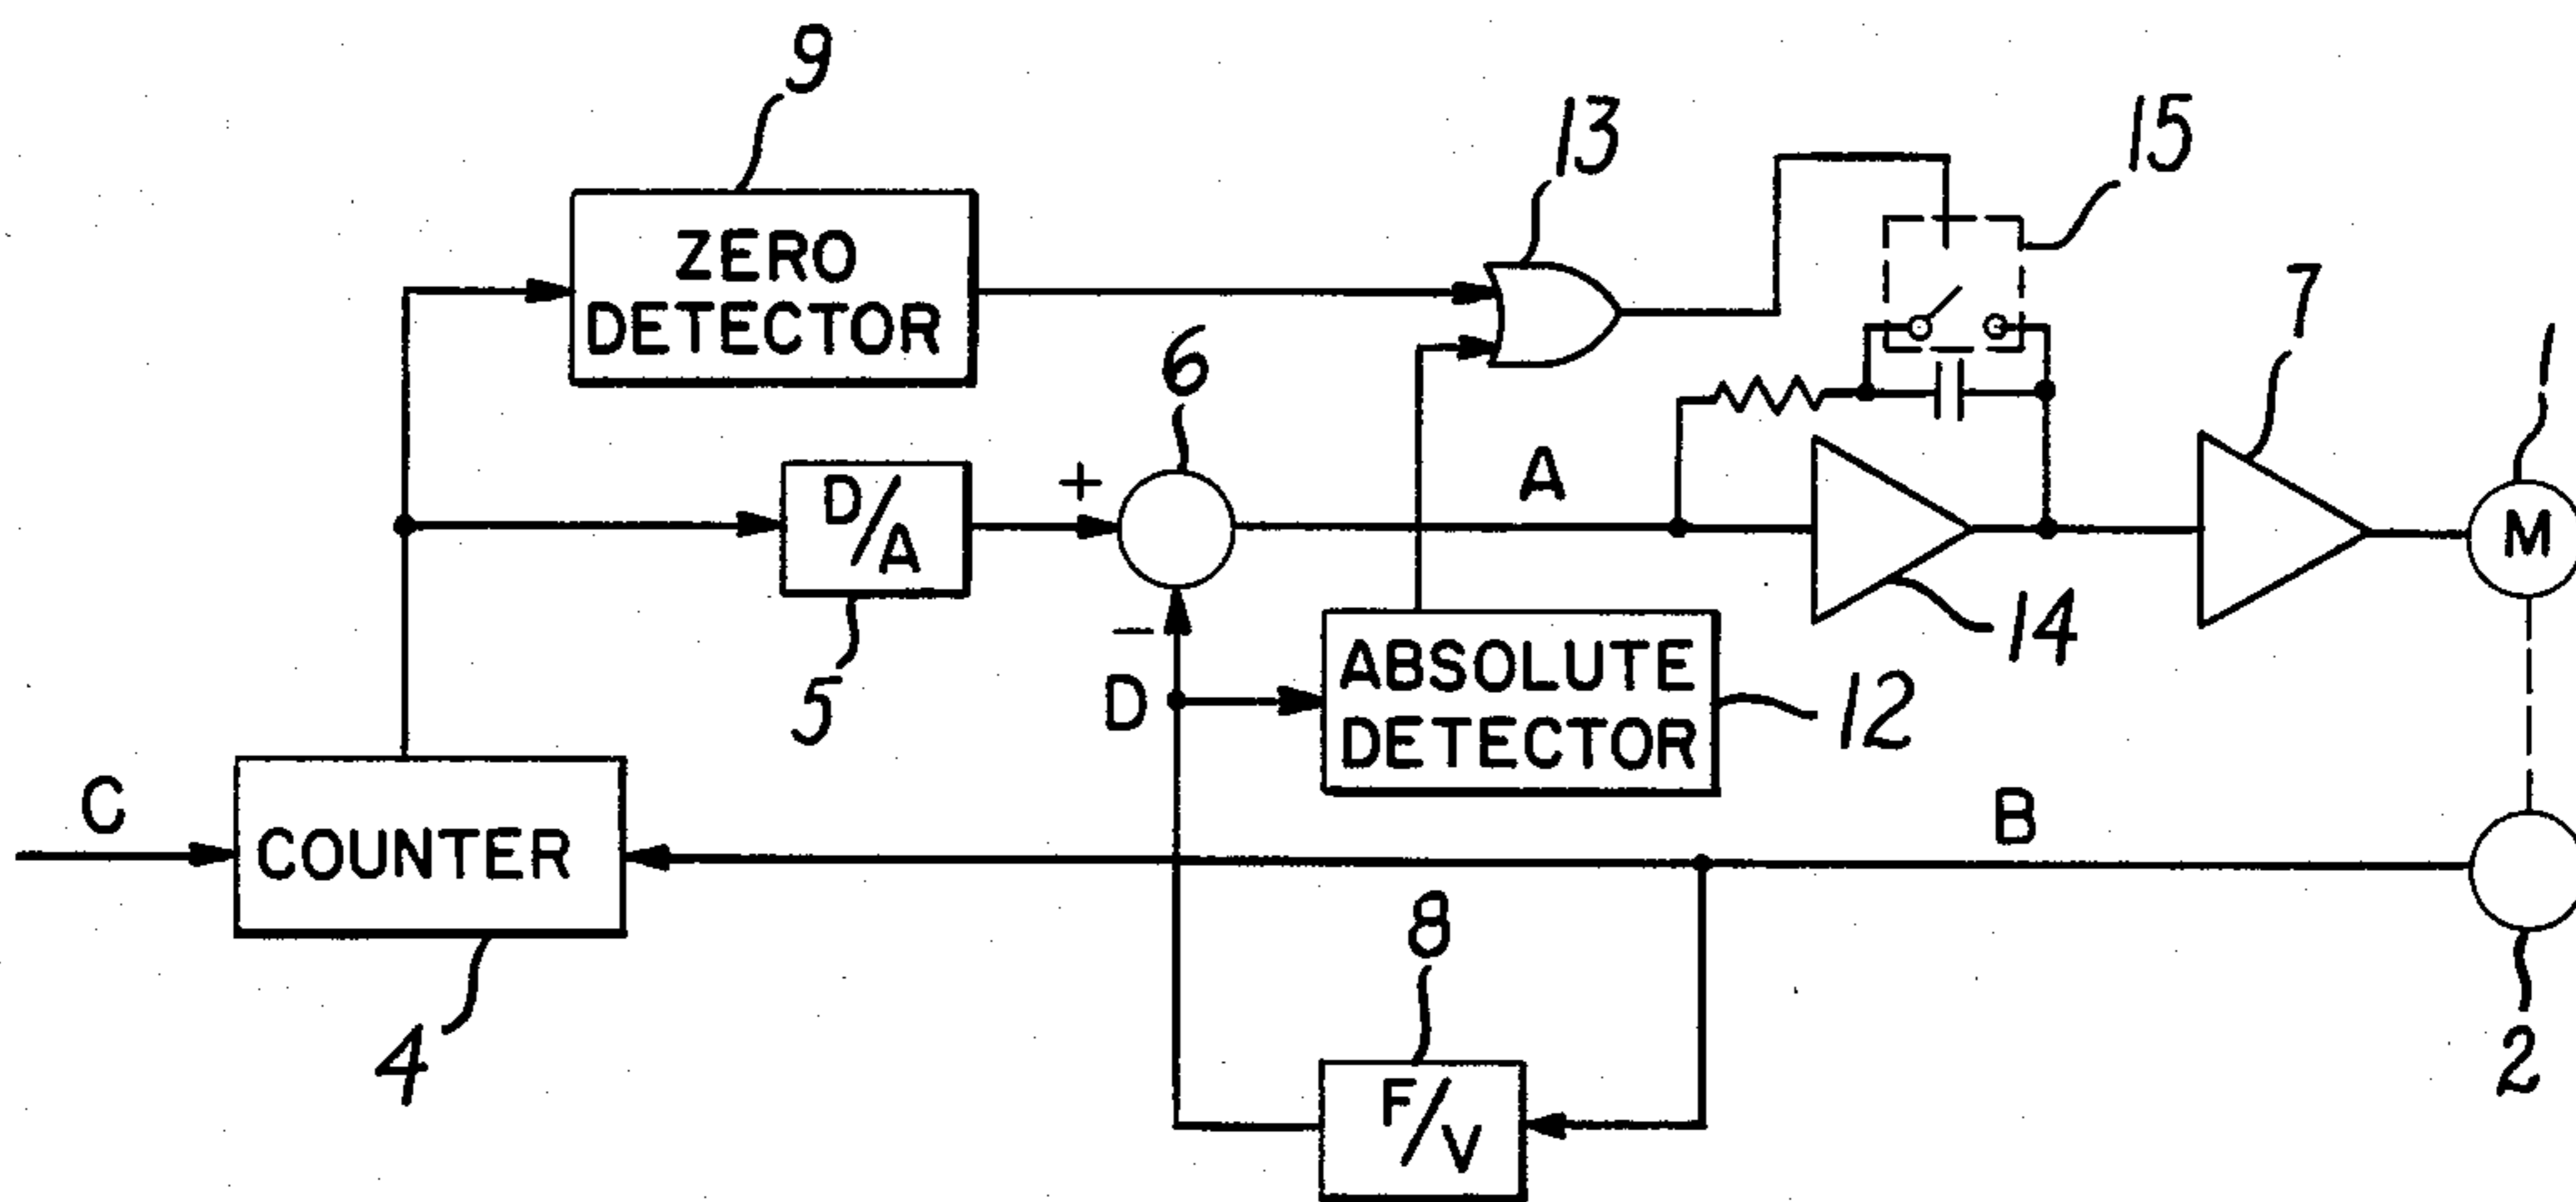 9
13
15
ZERO
DETECTOR
7
6
1
+
D/A
A
M
5
14
−
D
ABSOLUTE
DETECTOR
12
C
COUNTER
B
4
8
2
F/V